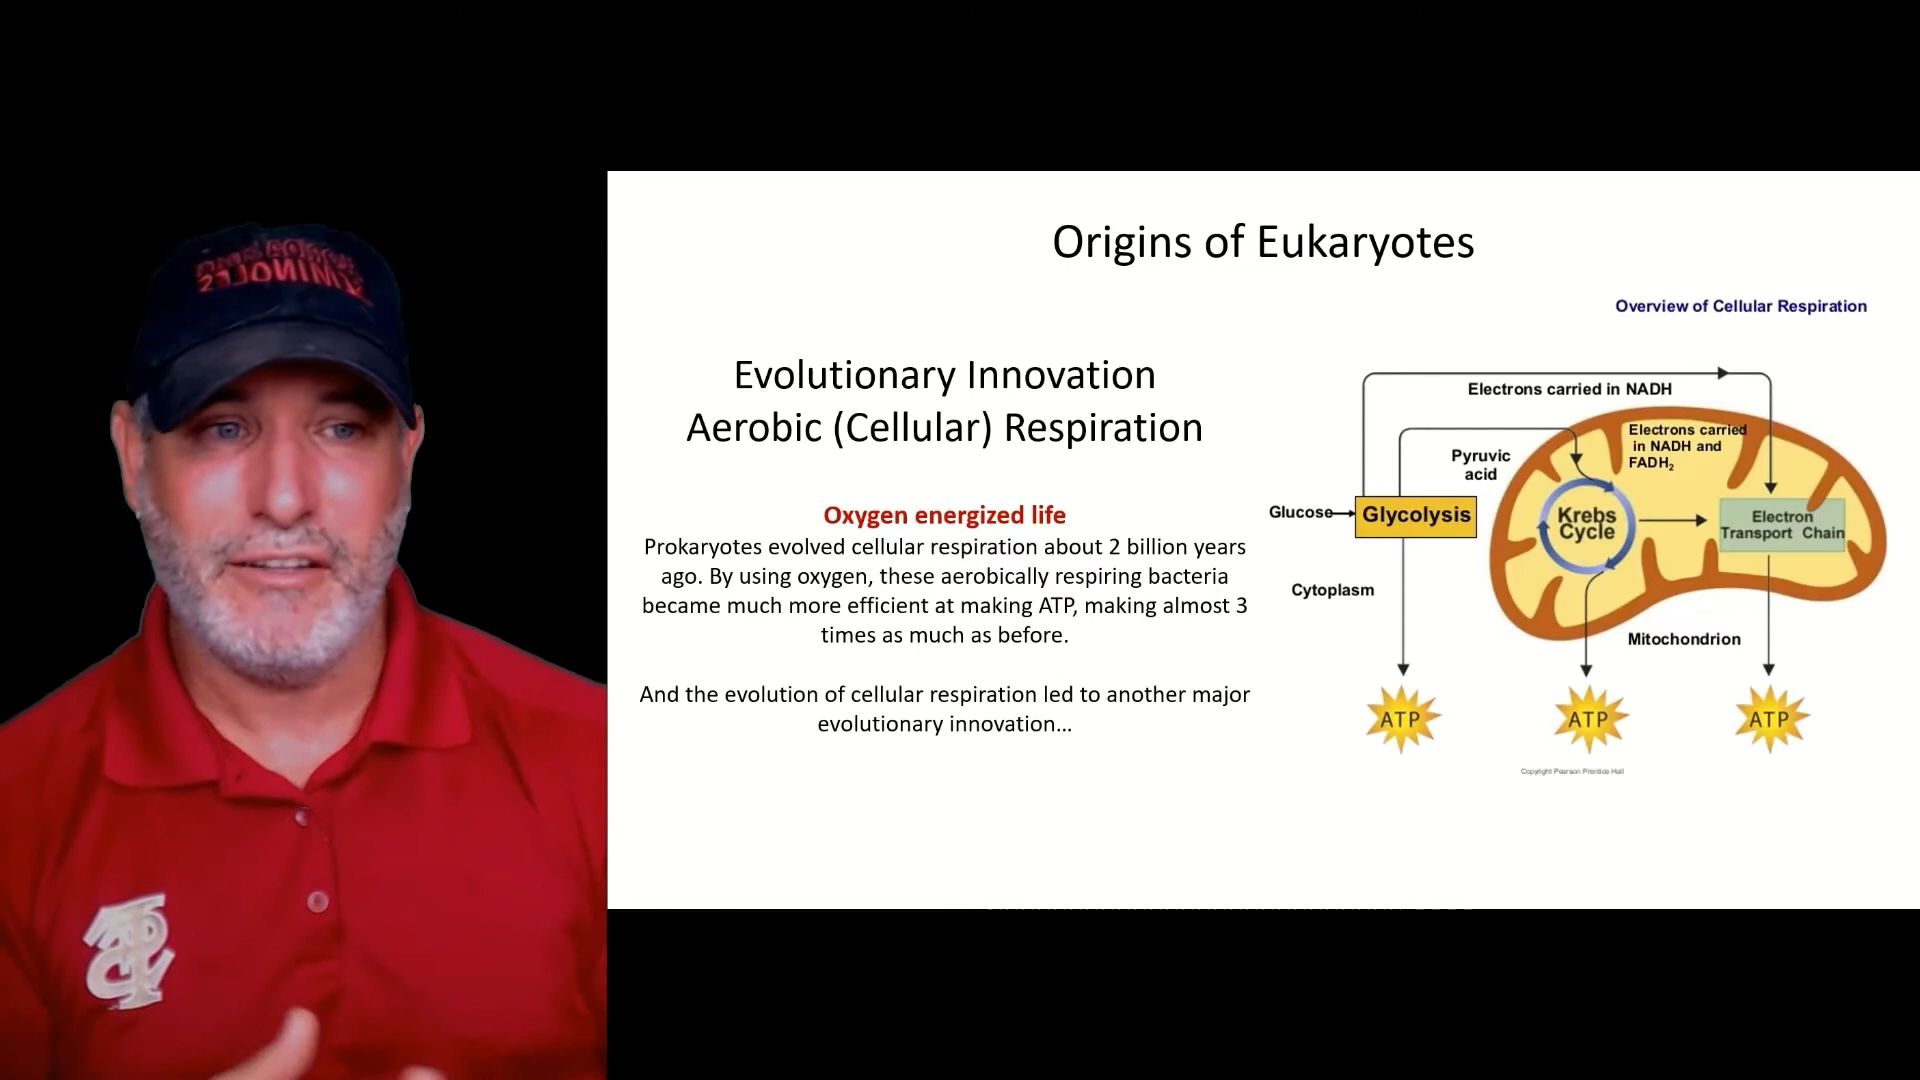 Origins of Eukaryotes
Overview of Cellular Respiration
Evolutionary Innovation
Aerobic (Cellular) Respiration
Oxygen energized life
Prokaryotes evolved cellular respiration about 2 billion years
ago. By using oxygen, these aerobically respiring bacteria
became much more efficient at making ATP, making almost 3
times as much as before.
And the evolution of cellular respiration led to another major
evolutionary innovation...
Electrons carried in NADH
Electrons carried
in NADH and
FADH₂
Pyruvic
acid
Glucose
Glycolysis
Krebs
Cycle
Electron
Transport Chain
Cytoplasm
Mitochondrion
ATP
ATP
ATP
Copyright Pearson Prentice Hall